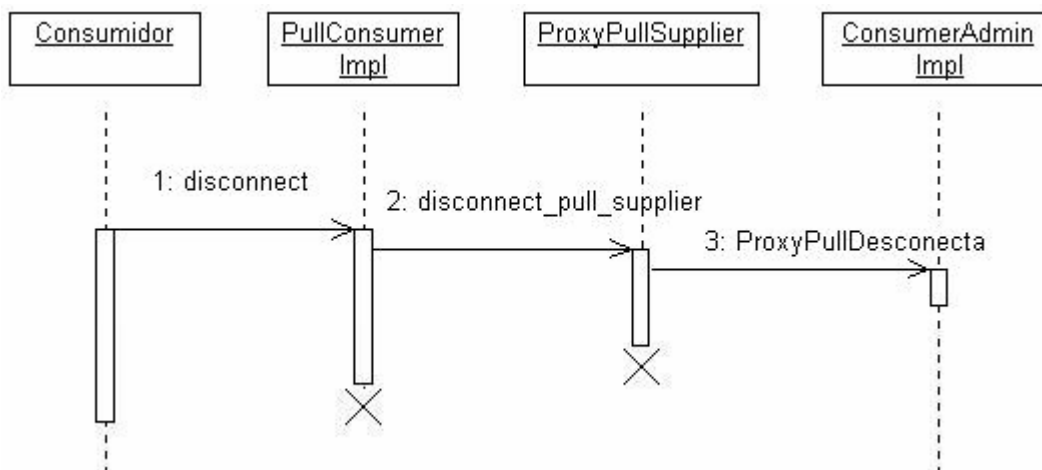 Consumidor
PullConsumer
Impl
ProxyPullSupplier
ConsumerAdmin
Impl
1: disconnect
2: disconnect_pull_supplier
3: ProxyPullDesconecta